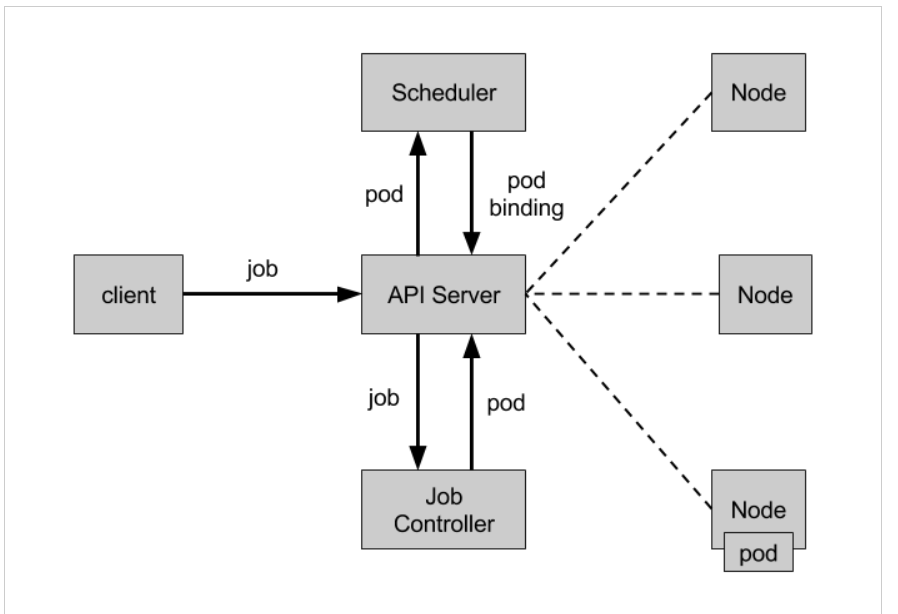 Scheduler
Node
pod
pod
binding
client
job
API Server
Node
job
pod
Job
Controller
Node
pod